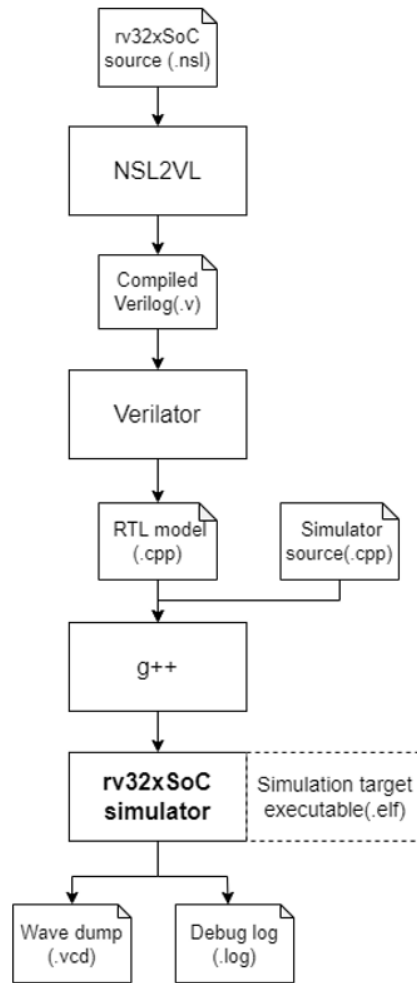 rv32xSoC
source (.nsl)
NSL2VL
Compiled
Verilog(.v)
Verilator
RTL model
(.cpp)
Simulator
source(.cpp)
g++
rv32xSoC
simulator
Simulation target
executable(.elf)
Wave dump
(.vcd)
Debug log
(.log)